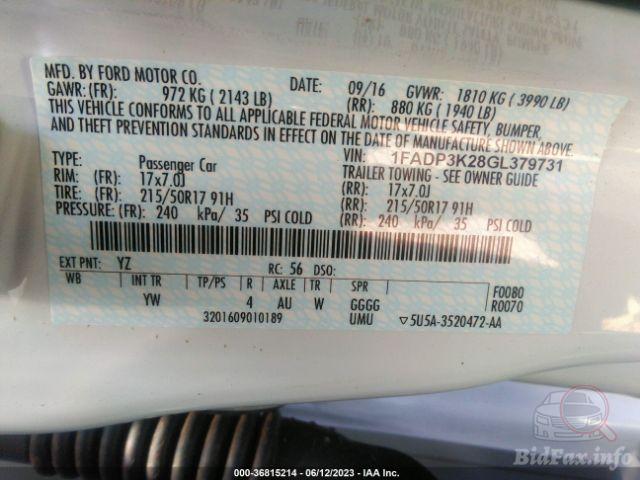 MFD. BY FORD MOTOR CO.
DATE: 09/16 GVWR: 1810 KG ( 3990 LB)
GAWR:(FR): 972 KG ( 2143 LB) (RR): 880 KG ( 1940 LB)
THIS VEHICLE CONFORMS TO ALL APPLICABLE FEDERAL MOTOR VEHICLE SAFETY, BUMPER
AND THEFT PREVENTION STANDARDS IN EFFECT ON THE DATE OF MANUFACTURE SHOWN ABOVE.
VIN: 1FADP3K28GL379731
TYPE: Passenger Car TRAILER TOWING - SEE OWNER GUIDE
RIM: (FR): 17x7.0J (RR): 17x7.0J
TIRE: (FR): 215/50R17 91H (RR): 215/50R17 91H
PRESSURE: (FR): 240 kPa/ 35 PSI COLD (RR): 240 kPa/ 35 PSI COLD
EXT PNT: YZ RC: 56 DSO:
WB INT TR TP/PS R AXLE TR SPR F0080
YW 4 AU W GGGG R0070
3201609010189 UMU ▽5U5A-3520472-AA
BidFax.info
000-36815214 - 06/12/2023 - IAA Inc.